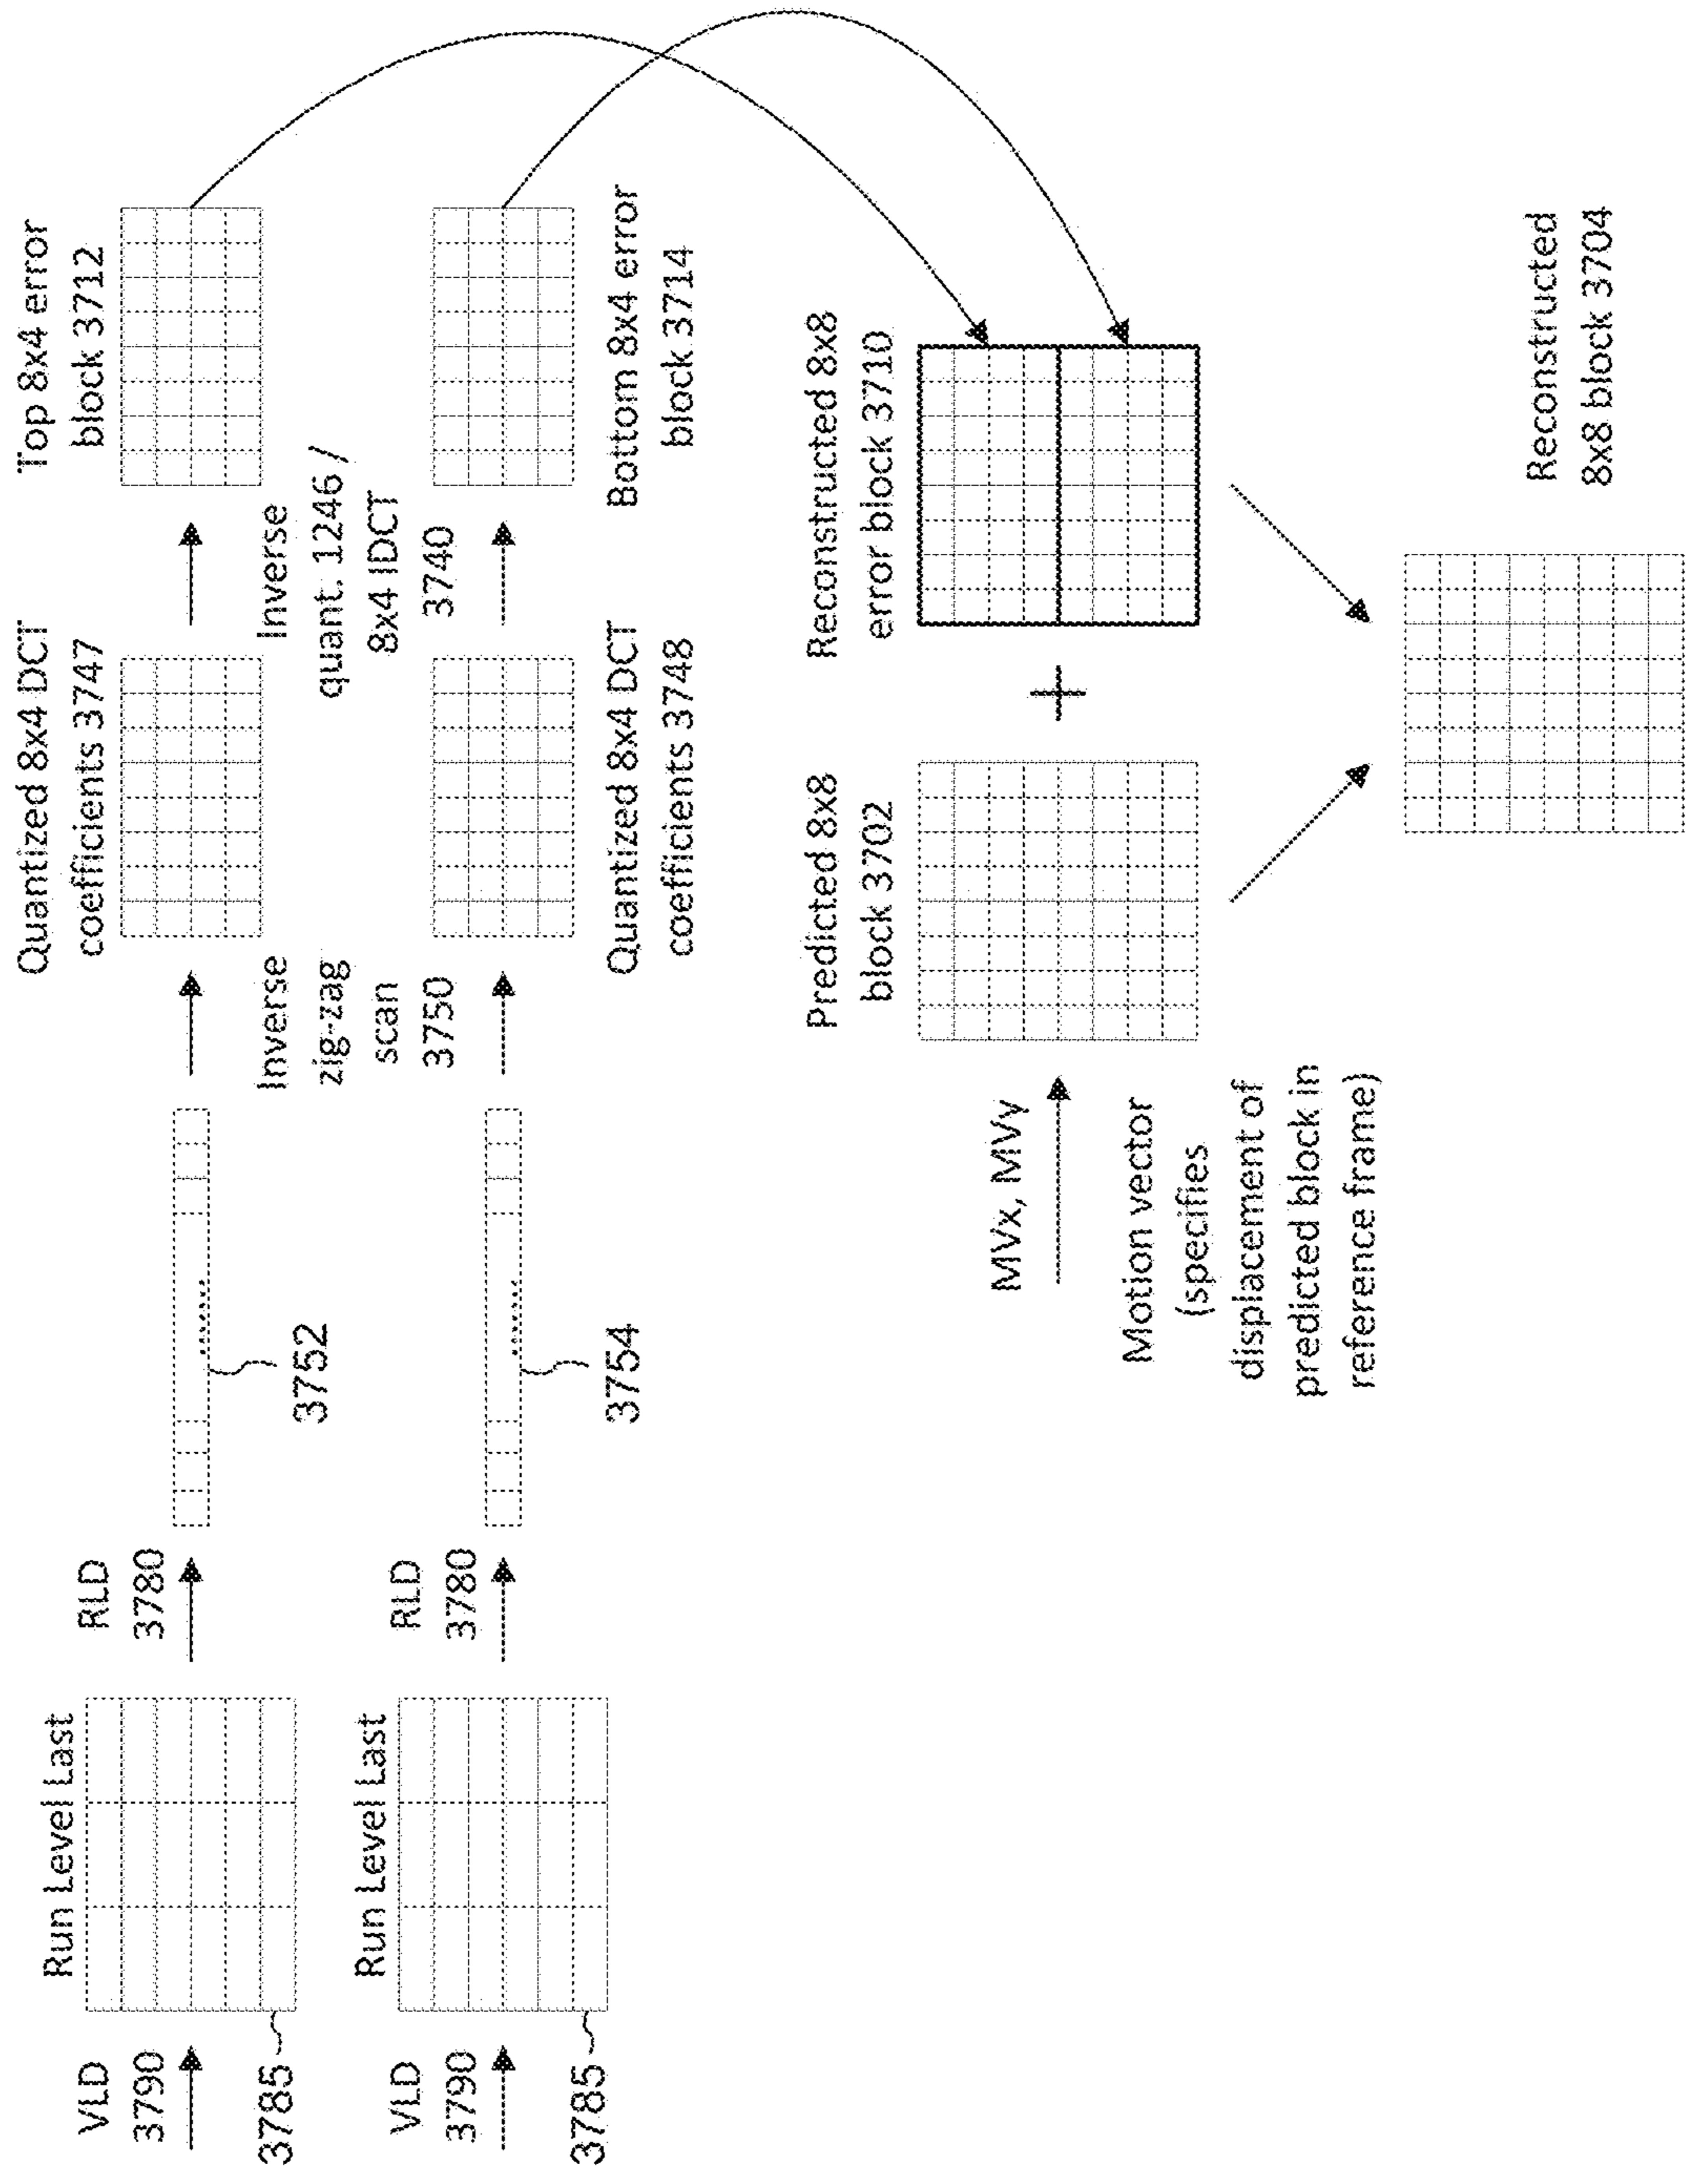 VLD
3790
3785
Run Level Last
RLD
3780
3752
Inverse
zig-zag
scan
3750
Quantized 8x4 DCT
coefficients 3747
Inverse
quant. 1246 /
8x4 IDCT
3740
Top 8x4 error
block 3712
VLD
3790
3785
Run Level Last
RLD
3780
3754
Quantized 8x4 DCT
coefficients 3748
Bottom 8x4 error
block 3714
MVx, MVy
Motion vector
(specifies
displacement of
predicted block in
reference frame)
Predicted 8x8
block 3702
+
Reconstructed 8x8
error block 3710
Reconstructed
8x8 block 3704